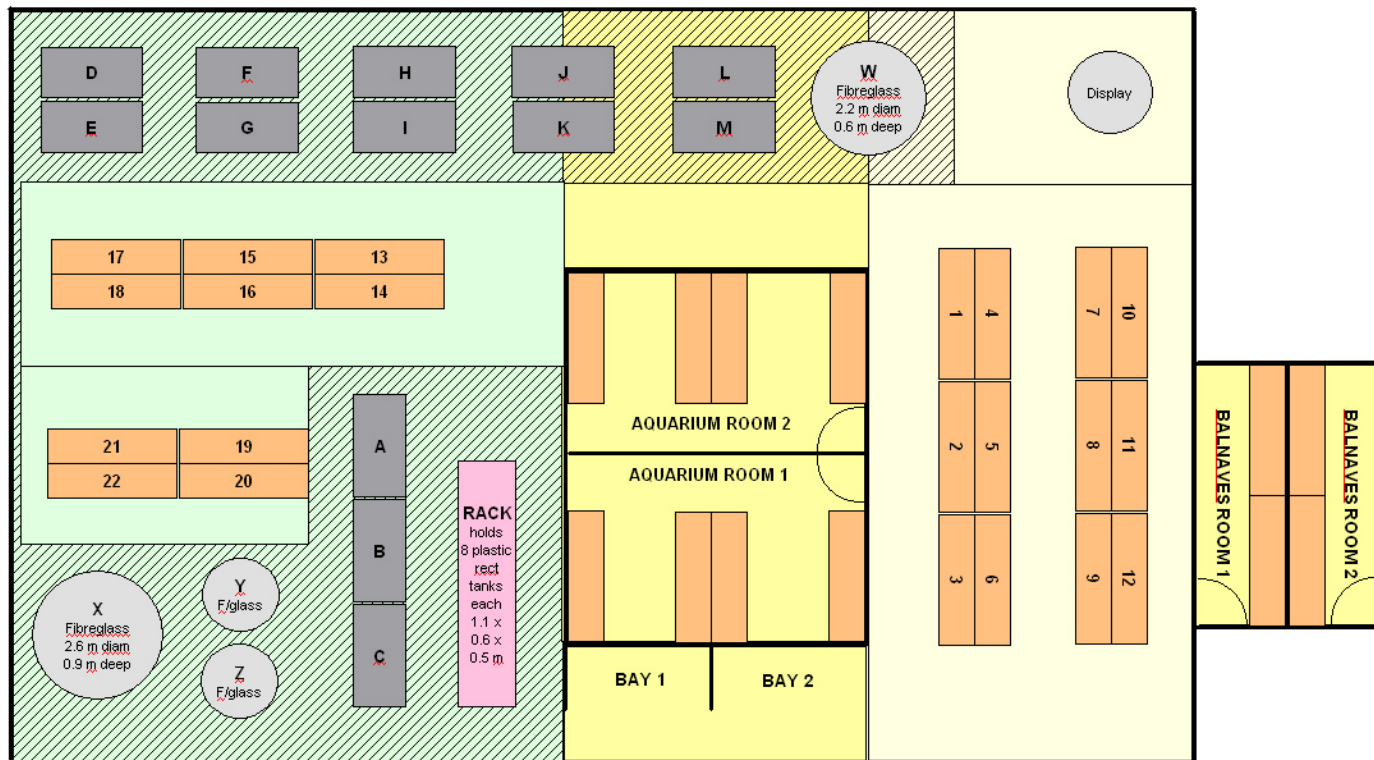 D
F
H
J
L
E
G
I
K
M
W
Fibreglass
2.2 m diam
0.6 m deep
Display
17
15
13
18
16
14
21
19
22
20
A
B
C
RACK
holds
8 plastic
rect
tanks
each
1.1 x
0.6 x
0.5 m
X
Fibreglass
2.6 m diam
0.9 m deep
Y
F/glass
Z
F/glass
AQUARIUM ROOM 2
AQUARIUM ROOM 1
BAY 1
BAY 2
1
4
7
10
2
5
8
11
3
6
9
12
BALNAVES ROOM 1
BALNAVES ROOM 2